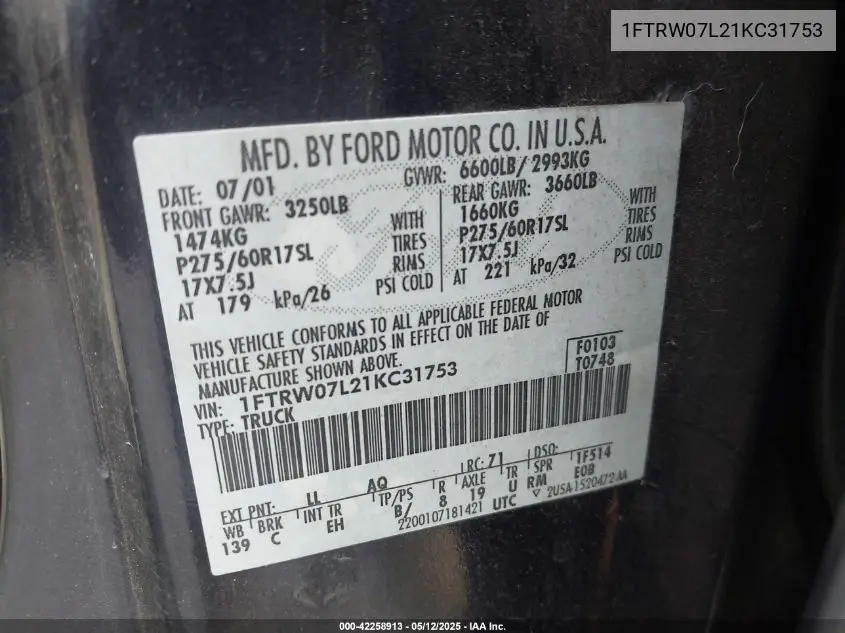 1FTRW07L21KC31753
MFD. BY FORD MOTOR CO. IN U.S.A.
DATE: 07/01 GVWR: 6600LB/ 2993KG
FRONT GAWR: 3250LB REAR GAWR: 3660LB
1474KG WITH 1660KG WITH
P275/60R17SL TIRES P275/60R17SL TIRES
17X7.5J RIMS 17X7.5J RIMS
AT 179 kPa/26 PSI COLD AT 221 kPa/32 PSI COLD
THIS VEHICLE CONFORMS TO ALL APPLICABLE FEDERAL MOTOR
VEHICLE SAFETY STANDARDS IN EFFECT ON THE DATE OF
MANUFACTURE SHOWN ABOVE.
F0103
VIN: 1FTRW07L21KC31753 T0748
TYPE: TRUCK
EXT PNT: LL AQ RC: 71 DSO: 1F514
WB BRK INT TR TP/PS R AXLE TR SPR EOB
139 C EH B/ 8 19 U RM
2200107181421 UTC ▽ 2U5A-1520472-AA
000-42258913 - 05/12/2025 - IAA Inc.